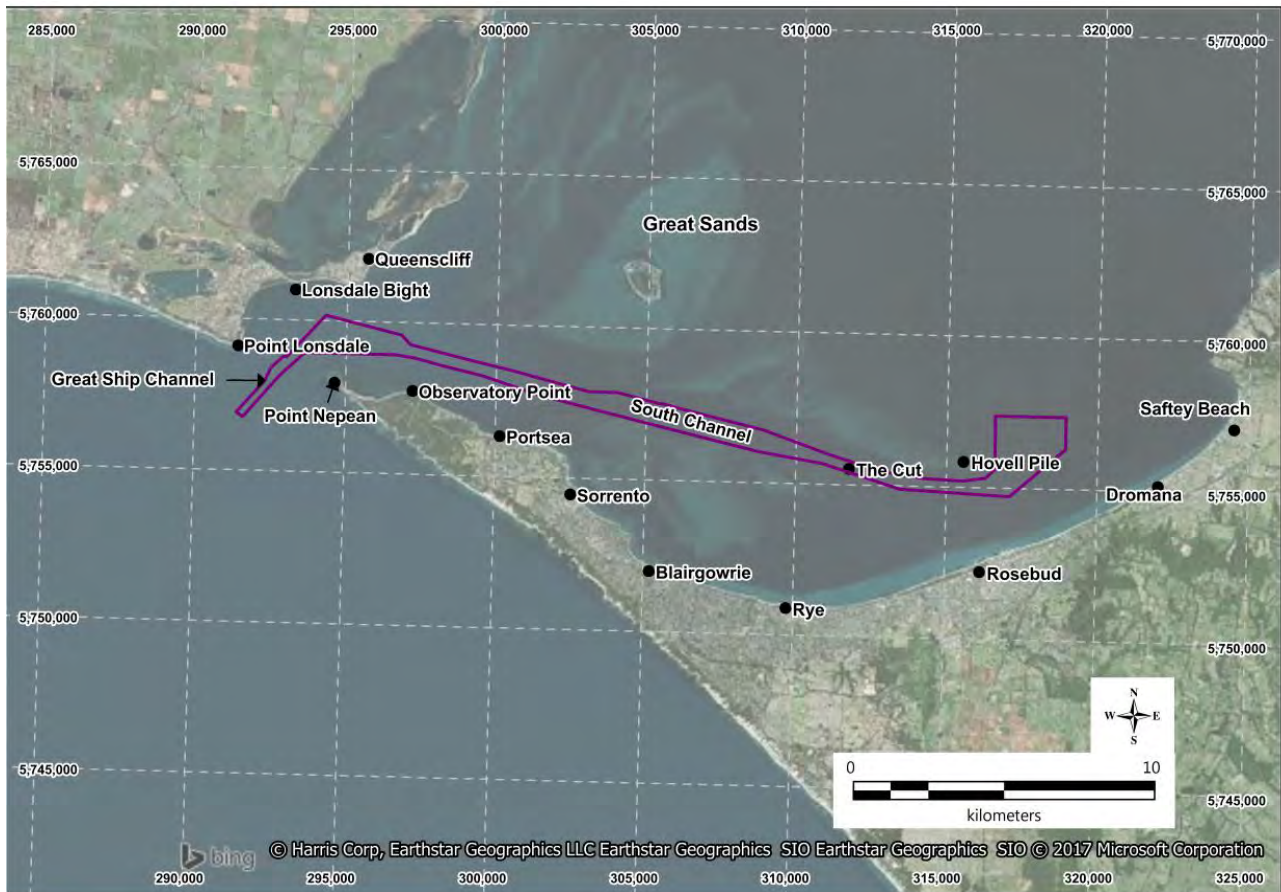 285,000 290,000 295,000 300,000 305,000 310,000 315,000 320,000
5,770,000
5,765,000
5,765,000
Great Sands
Queenscliff
Lonsdale Bight
5,760,000
5,760,000
Point Lonsdale
Great Ship Channel
Point Nepean
Observatory Point
South Channel
Saftey Beach
Portsea
5,755,000
The Cut
Hovell Pile
5,755,000
Dromana
Sorrento
Blairgowrie
Rosebud
Rye
5,750,000
5,750,000
N
W E
S
0 10
kilometers
5,745,000
5,745,000
bing
© Harris Corp, Earthstar Geographics LLC Earthstar Geographics SIO Earthstar Geographics SIO © 2017 Microsoft Corporation
290,000 295,000 300,000 305,000 310,000 315,000 320,000 325,000